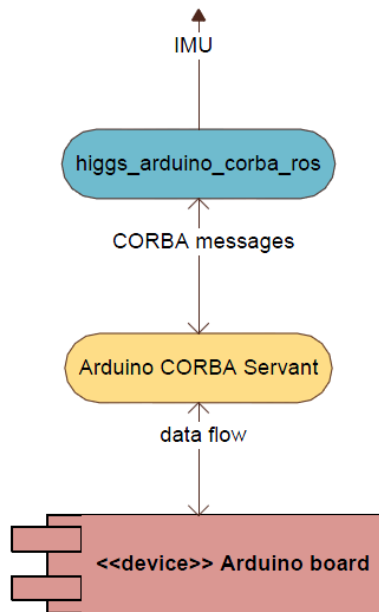 IMU
higgs_arduino_corba_ros
CORBA messages
Arduino CORBA Servant
data flow
<<device>> Arduino board